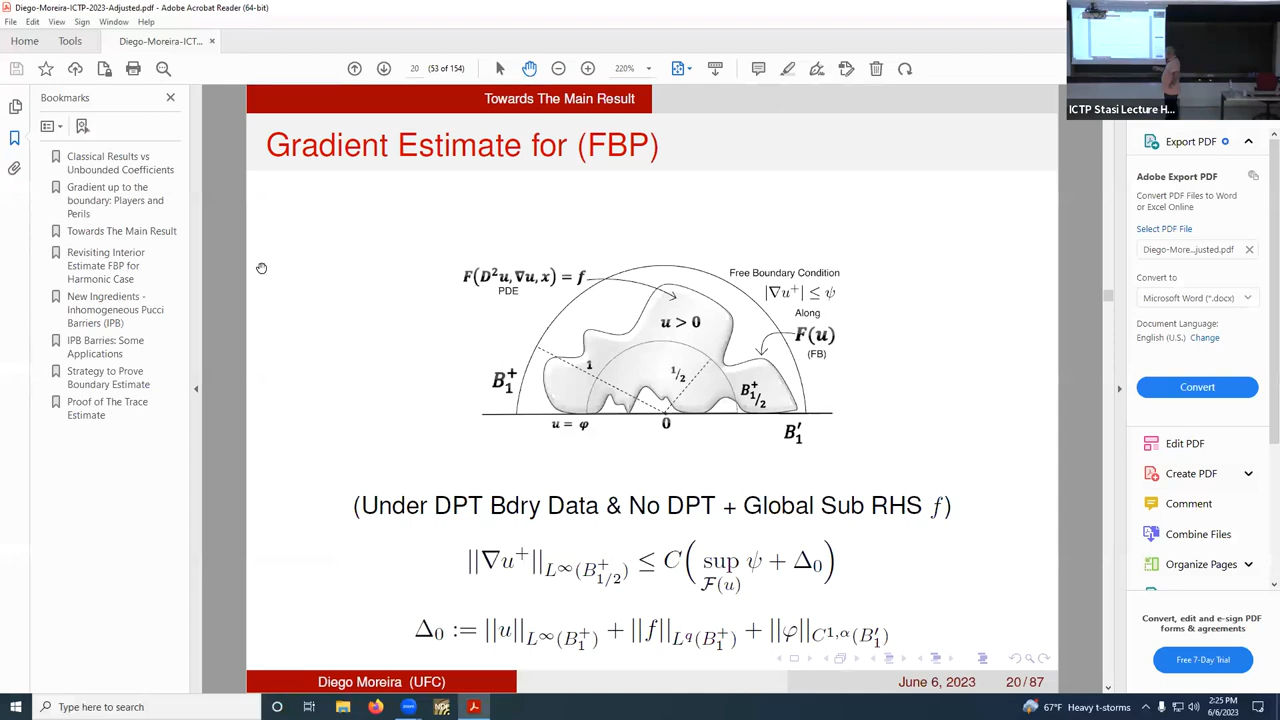 Diego-Moreira-ICTP-2023-Adjusted.pdf - Adobe Acrobat Reader (64-bit)
File Edit View Sign Window Help
Home Tools Diego-Moreira-ICT... ×
20 (53 of 220%
ICTP Stasi Lecture H...
Bookmarks
Classical Results vs
Unbounded Coefficients
Gradient up to the
boundary: Players and
Perils
Towards The Main Result
Revisiting Interior
Estimate FBP for
Harmonic Case
New Ingredients -
Inhomogeneous Pucci
Barriers (IPB)
IPB Barries: Some
Applications
Strategy to Prove
Boundary Estimate
Proof of The Trace
Estimate
Towards The Main Result
Gradient Estimate for (FBP)
F(D²u, ∇u, x) = f
PDE
Free Boundary Condition
|∇u⁺| ≤ ψ
Along
F(u)
(FB)
u > 0
1
1/2
B₁⁺
B⁺₁/₂
u = φ
0
B′₁
(Under DPT Bdry Data & No DPT + Global Sub RHS f)
||∇u⁺||_{L^∞(B⁺_{1/2})} ≤ C( sup_{F(u)} ψ + Δ₀ )
Δ₀ := ||u||_{L^∞(B₁⁺)} + ||f||_{L^q(B₁⁺)} + ||φ||_{C^{1,α}(B′₁)}
Diego Moreira (UFC) June 6, 2023 20/87
Export PDF
Adobe Export PDF
Convert PDF Files to Word
or Excel Online
Select PDF File
Diego-More...justed.pdf ×
Convert to
Microsoft Word (*.docx)
Document Language:
English (U.S.) Change
Convert
Edit PDF
Create PDF
Comment
Combine Files
Organize Pages
Convert, edit and e-sign PDF
forms & agreements
Free 7-Day Trial
Type here to search
67°F Heavy t-storms
2:25 PM
6/6/2023